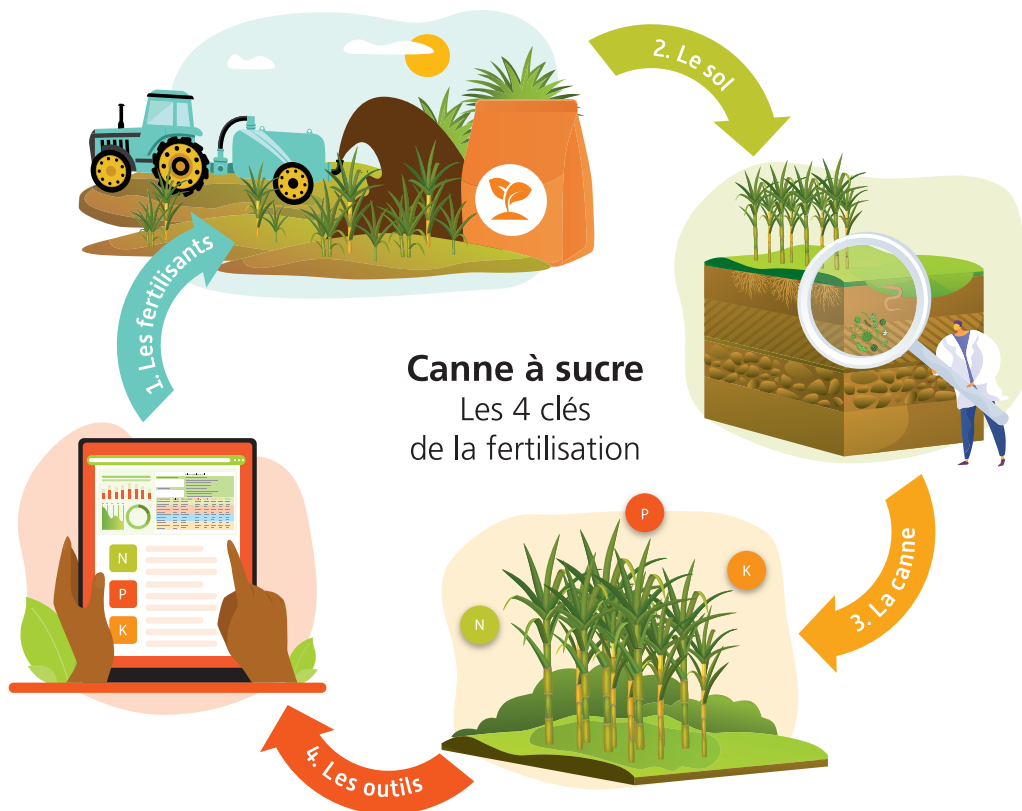 2. Le sol
1. Les fertilisants
Canne à sucre
Les 4 clés
de la fertilisation
P
K
N
3. La canne
N
P
K
4. Les outils